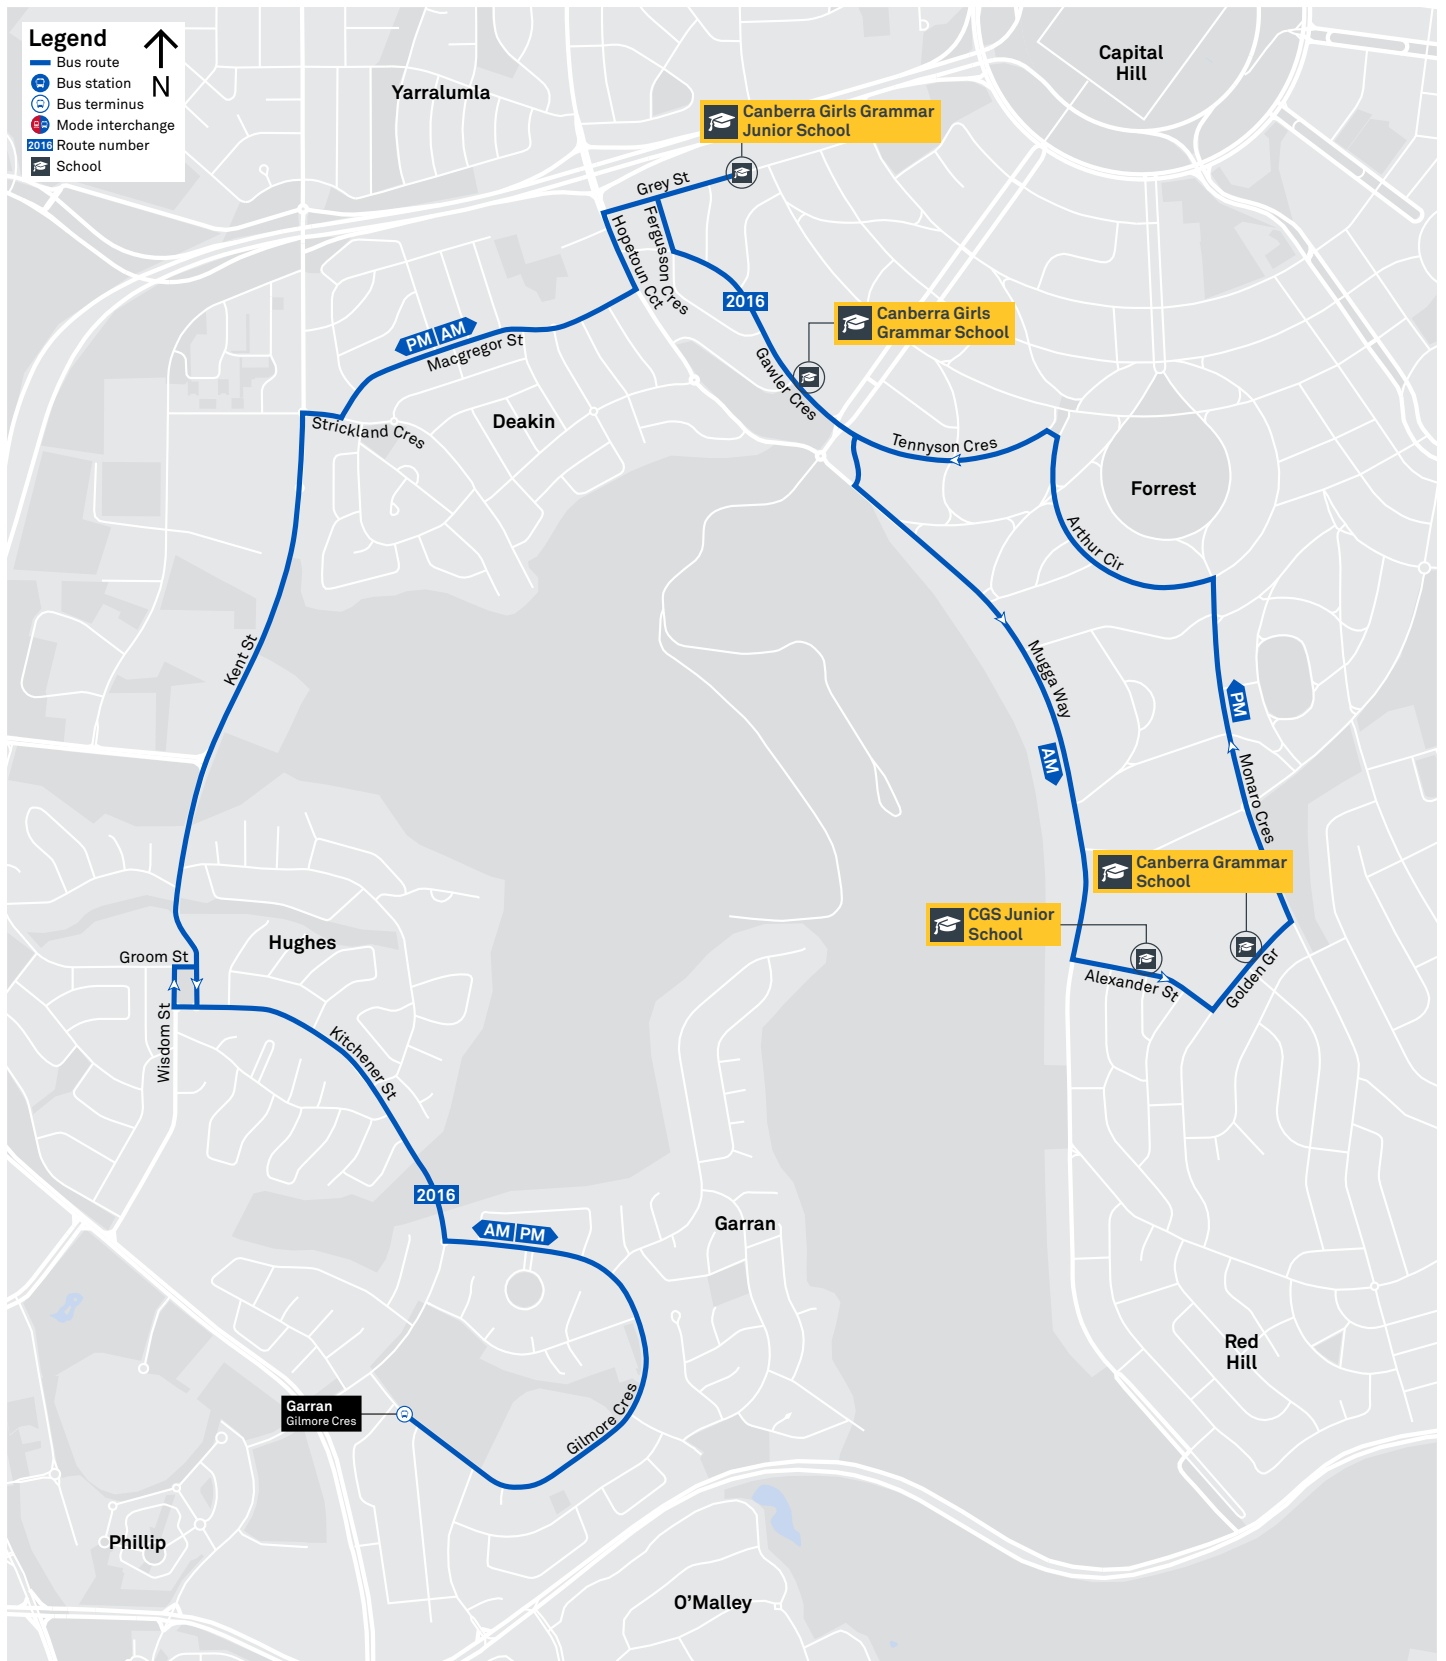 Legend
N
Bus route
Bus station
Bus terminus
Mode interchange
2016 Route number
School
Yarralumla
Capital
Hill
Canberra Girls Grammar
Junior School
Grey St
Fergusson Cres
Hopetoun Cct
2016
Canberra Girls
Grammar School
PM AM
Macgregor St
Gawler Cres
Deakin
Strickland Cres
Tennyson Cres
Forrest
Arthur Cir
Kent St
Mugga Way
PM
AM
Monaro Cres
Canberra Grammar
School
CGS Junior
School
Hughes
Groom St
Alexander St
Golden Gr
Wisdom St
Kitchener St
2016
AM PM
Garran
Red
Hill
Garran
Gilmore Cres
Gilmore Cres
Phillip
O’Malley